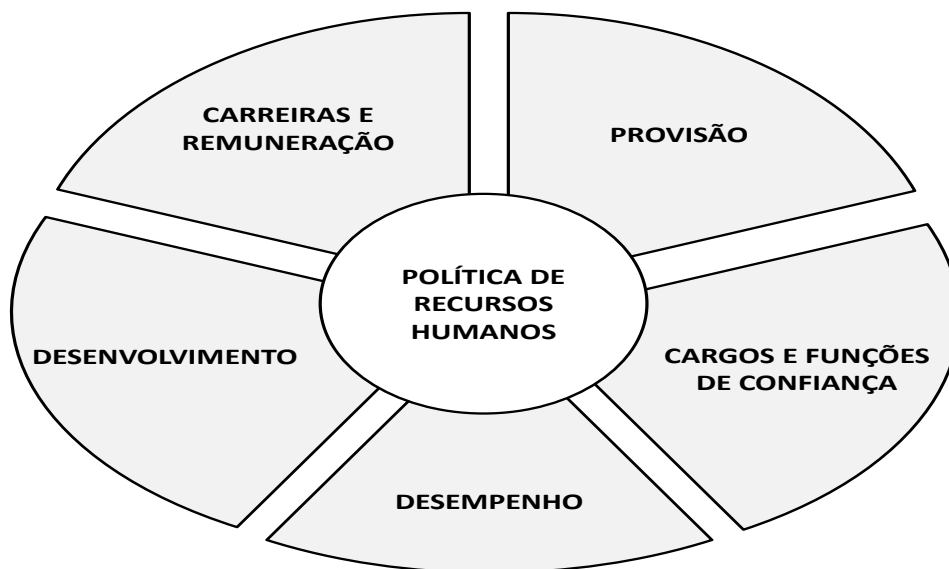 CARREIRAS E
REMUNERAÇÃO
PROVISÃO
POLÍTICA DE
RECURSOS
HUMANOS
DESENVOLVIMENTO
CARGOS E FUNÇÕES
DE CONFIANÇA
DESEMPENHO